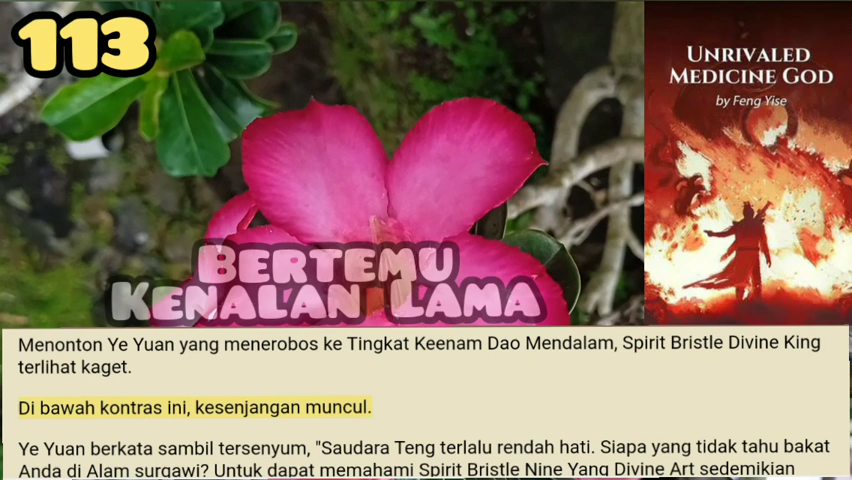 113
UNRIVALED
MEDICINE GOD
by Feng Yise
BERTEMU
KENALAN LAMA
Menonton Ye Yuan yang menerobos ke Tingkat Keenam Dao Mendalam, Spirit Bristle Divine King
terlihat kaget.
Di bawah kontras ini, kesenjangan muncul.
Ye Yuan berkata sambil tersenyum, "Saudara Teng terlalu rendah hati. Siapa yang tidak tahu bakat
Anda di Alam surgawi? Untuk dapat memahami Spirit Bristle Nine Yang Divine Art sedemikian